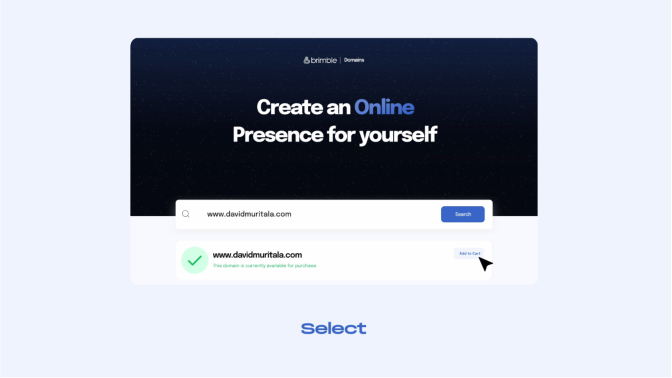 brimble | Domains
Create an Online
Presence for yourself
www.davidmuritala.com
Search
www.davidmuritala.com
Add to Cart
This domain is currently available for purchase
Select